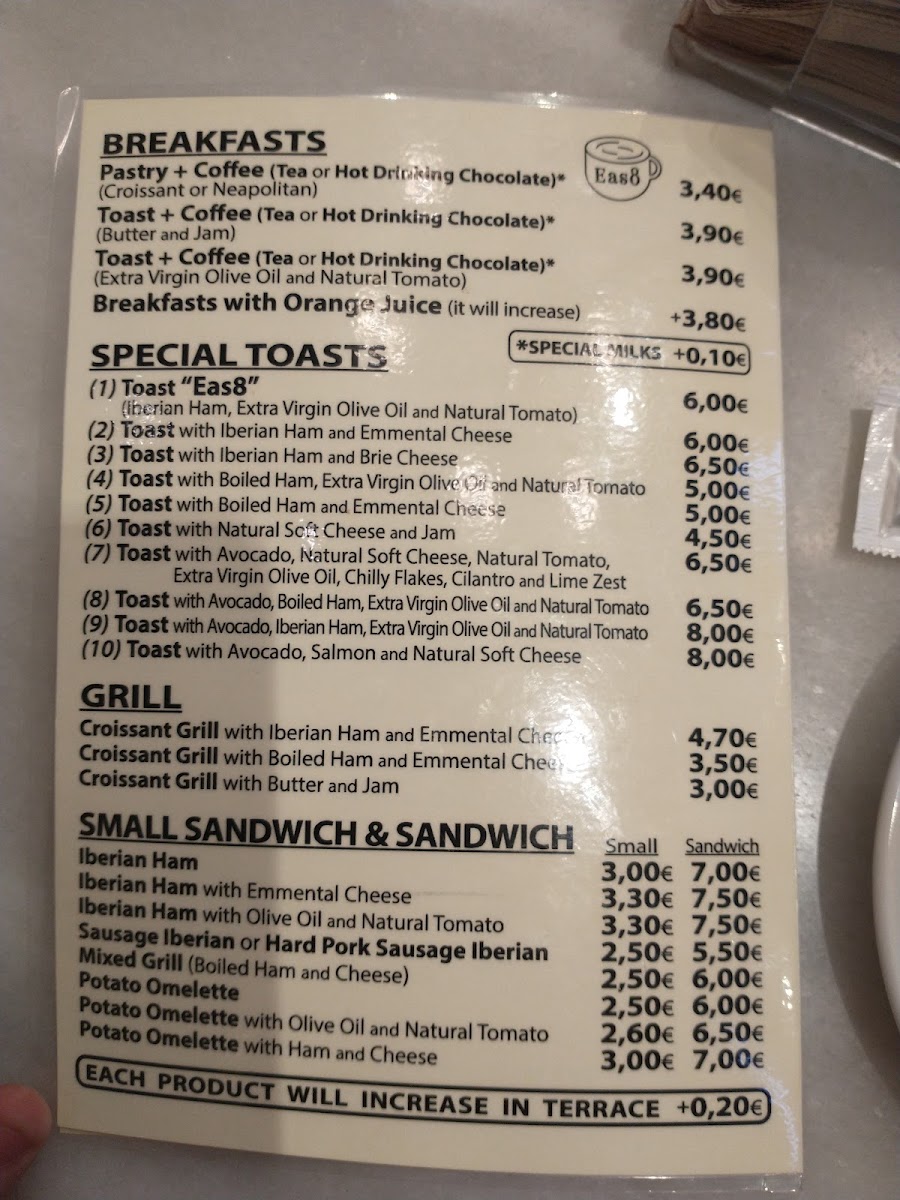 BREAKFASTS
Eas8
Pastry + Coffee (Tea or Hot Drinking Chocolate)* 3,40€
(Croissant or Neapolitan)
Toast + Coffee (Tea or Hot Drinking Chocolate)* 3,90€
(Butter and Jam)
Toast + Coffee (Tea or Hot Drinking Chocolate)* 3,90€
(Extra Virgin Olive Oil and Natural Tomato)
Breakfasts with Orange Juice (it will increase) +3,80€
*SPECIAL MILKS +0,10€
SPECIAL TOASTS
(1) Toast "Eas8" 6,00€
(Iberian Ham, Extra Virgin Olive Oil and Natural Tomato)
(2) Toast with Iberian Ham and Emmental Cheese 6,00€
(3) Toast with Iberian Ham and Brie Cheese 6,50€
(4) Toast with Boiled Ham, Extra Virgin Olive Oil and Natural Tomato 5,00€
(5) Toast with Boiled Ham and Emmental Cheese 5,00€
(6) Toast with Natural Soft Cheese and Jam 4,50€
(7) Toast with Avocado, Natural Soft Cheese, Natural Tomato, 6,50€
Extra Virgin Olive Oil, Chilly Flakes, Cilantro and Lime Zest
(8) Toast with Avocado, Boiled Ham, Extra Virgin Olive Oil and Natural Tomato 6,50€
(9) Toast with Avocado, Iberian Ham, Extra Virgin Olive Oil and Natural Tomato 8,00€
(10) Toast with Avocado, Salmon and Natural Soft Cheese 8,00€
GRILL
Croissant Grill with Iberian Ham and Emmental Cheese 4,70€
Croissant Grill with Boiled Ham and Emmental Cheese 3,50€
Croissant Grill with Butter and Jam 3,00€
SMALL SANDWICH & SANDWICH Small Sandwich
Iberian Ham 3,00€ 7,00€
Iberian Ham with Emmental Cheese 3,30€ 7,50€
Iberian Ham with Olive Oil and Natural Tomato 3,30€ 7,50€
Sausage Iberian or Hard Pork Sausage Iberian 2,50€ 5,50€
Mixed Grill (Boiled Ham and Cheese) 2,50€ 6,00€
Potato Omelette 2,50€ 6,00€
Potato Omelette with Olive Oil and Natural Tomato 2,60€ 6,50€
Potato Omelette with Ham and Cheese 3,00€ 7,00€
EACH PRODUCT WILL INCREASE IN TERRACE +0,20€